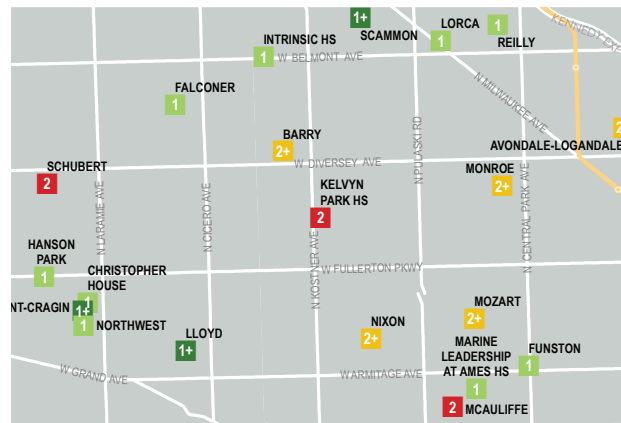 1+
SCAMMON
LORCA
1
1
REILLY
KENNEDY EXP
INTRINSIC HS
1
W BELMONT AVE
FALCONER
1
N MILWAUKEE AVE
N PULASKI RD
BARRY
2+
W DIVERSEY AVE
2
AVONDALE-LOGANDALE
SCHUBERT
2
MONROE
2+
KELVYN
PARK HS
2
N LARAMIE AVE
N CICERO AVE
N KOSTNER AVE
N CENTRAL PARK AVE
HANSON
PARK
1
CHRISTOPHER
HOUSE
1
W FULLERTON PKWY
NT-CRAGIN
1+
1
NORTHWEST
LLOYD
1+
NIXON
2+
MOZART
2+
MARINE
LEADERSHIP
AT AMES HS
1
FUNSTON
1
W GRAND AVE
W ARMITAGE AVE
2
MCAULIFFE